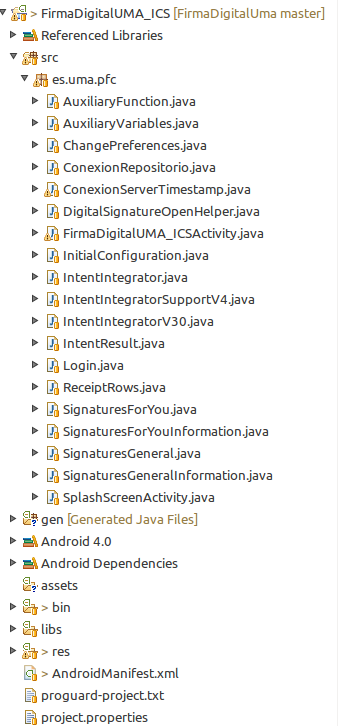 > FirmaDigitalUMA_ICS [FirmaDigitalUma master]
Referenced Libraries
src
es.uma.pfc
AuxiliaryFunction.java
AuxiliaryVariables.java
ChangePreferences.java
ConexionRepositorio.java
ConexionServerTimestamp.java
DigitalSignatureOpenHelper.java
FirmaDigitalUMA_ICSActivity.java
InitialConfiguration.java
IntentIntegrator.java
IntentIntegratorSupportV4.java
IntentIntegratorV30.java
IntentResult.java
Login.java
ReceiptRows.java
SignaturesForYou.java
SignaturesForYouInformation.java
SignaturesGeneral.java
SignaturesGeneralInformation.java
SplashScreenActivity.java
gen [Generated Java Files]
Android 4.0
Android Dependencies
assets
> bin
libs
> res
> AndroidManifest.xml
proguard-project.txt
project.properties